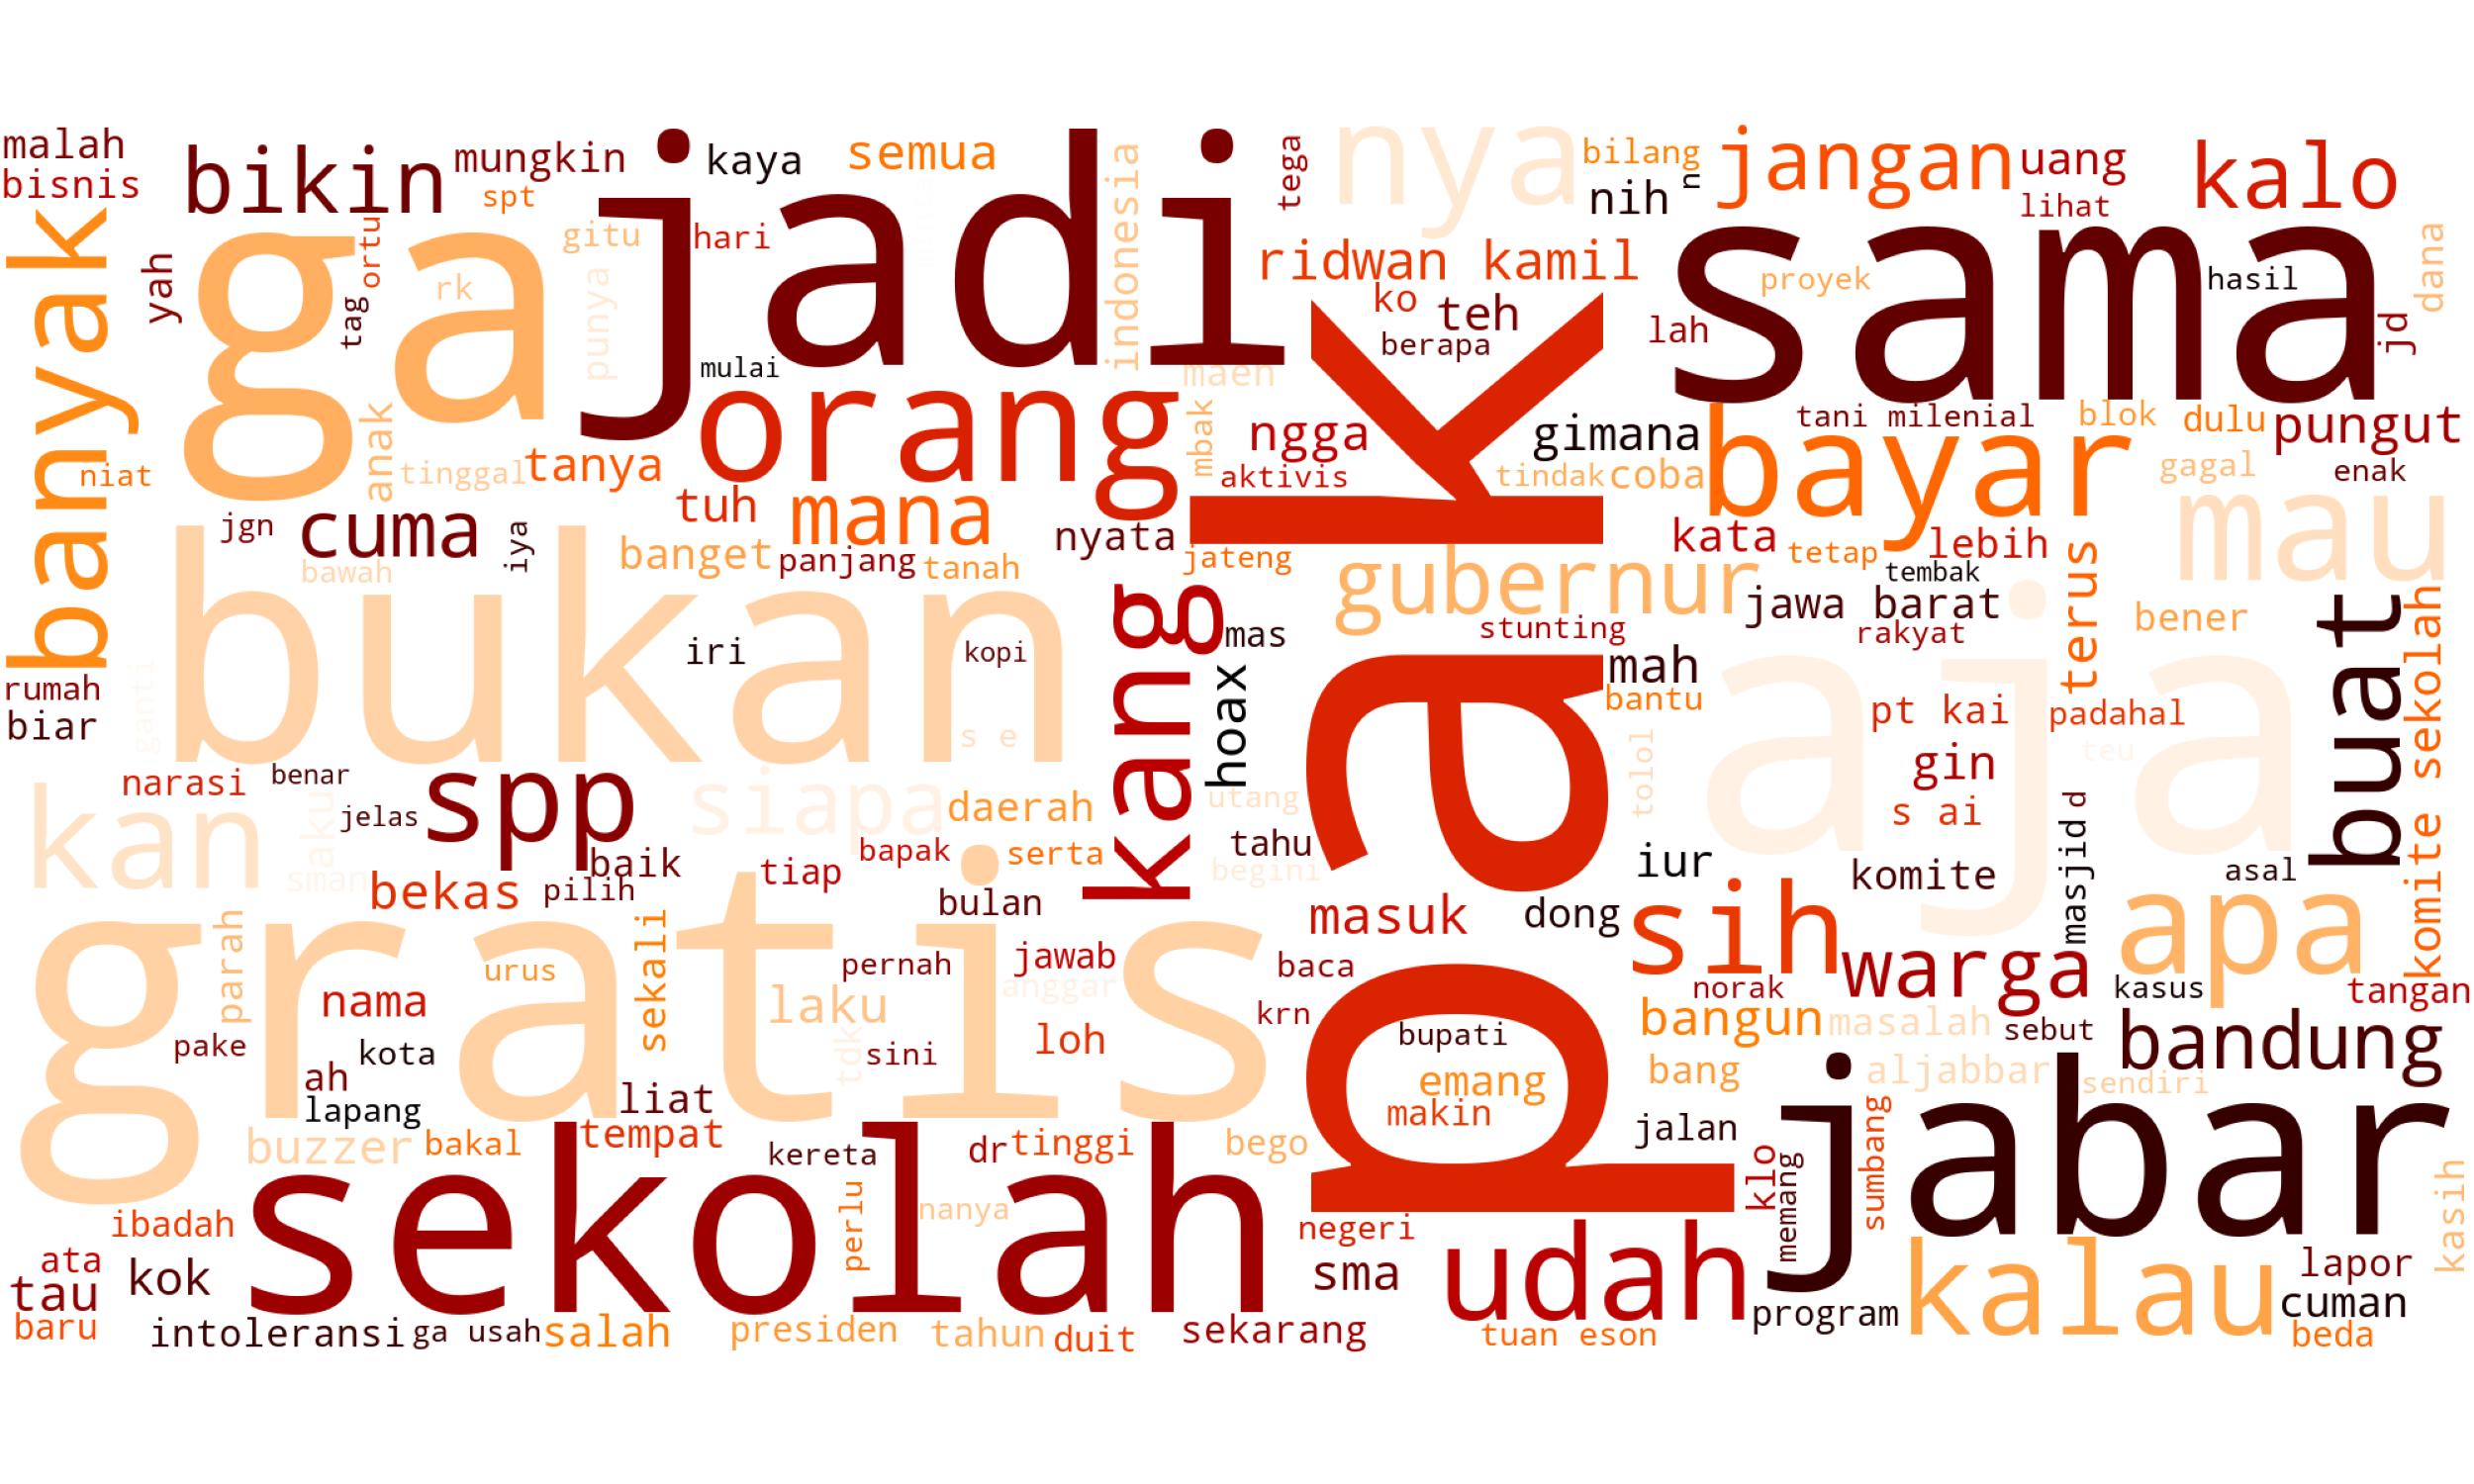 malah
bisnis
bikin
mungkin
spt
kaya
semua
jadi
indonesia
tega
nya
bilang
nih
n
jangan
uang
lihat
kalo
banyak
yah
ortu
tag
ga
rk
gitu
punya
hari
mulai
ridwan kamil
ko
teh
berapa
lah
sama
proyek
hasil
dana
jd
niat
anak
tinggal
tanya
orang
maen
mbak
ngga
aktivis
pak
gimana
tindak
coba
bayar
tani milenial
blok
dulu
pungut
gagal
enak
jgn
cuma
iya
tuh
mana
nyata
bawah
banget
panjang
tanah
jateng
gubernur
kata
tetap
lebih
tembak
terus
mau
bukan
iri
kopi
s e
kang
mas
hoax
stunting
mah
bantu
jawa barat
rakyat
bener
buat
komite sekolah
rumah
biar
ganti
aja
pt kai
padahal
teu
gin
s ai
tolol
narasi
benar
jelas
spp
siapa
daerah
utang
tahu
begini
kan
saku
sman
baik
bekas
pilih
tiap
bapak
serta
bulan
iur
komite
masjid
d
asal
gratis
parah
urus
sekali
nama
pake
kota
pernah
jawab
anggar
laku
tdk
sini
loh
baca
krn
masuk
dong
sih
norak
warga
apa
kasus
tangan
bangun
masalah
sebut
bandung
bupati
emang
makin
bang
aljabbar
sendiri
ah
lapang
liat
tempat
buzzer
bakal
kereta
dr
tinggi
bego
jalan
klo
memang
sumbang
jabar
kasih
ibadah
ata
tau
baru
kok
sekolah
perlu
nanya
negeri
sma
udah
program
kalau
lapor
cuman
beda
intoleransi
ga usah
salah
presiden
tahun
duit
sekarang
tuan eson